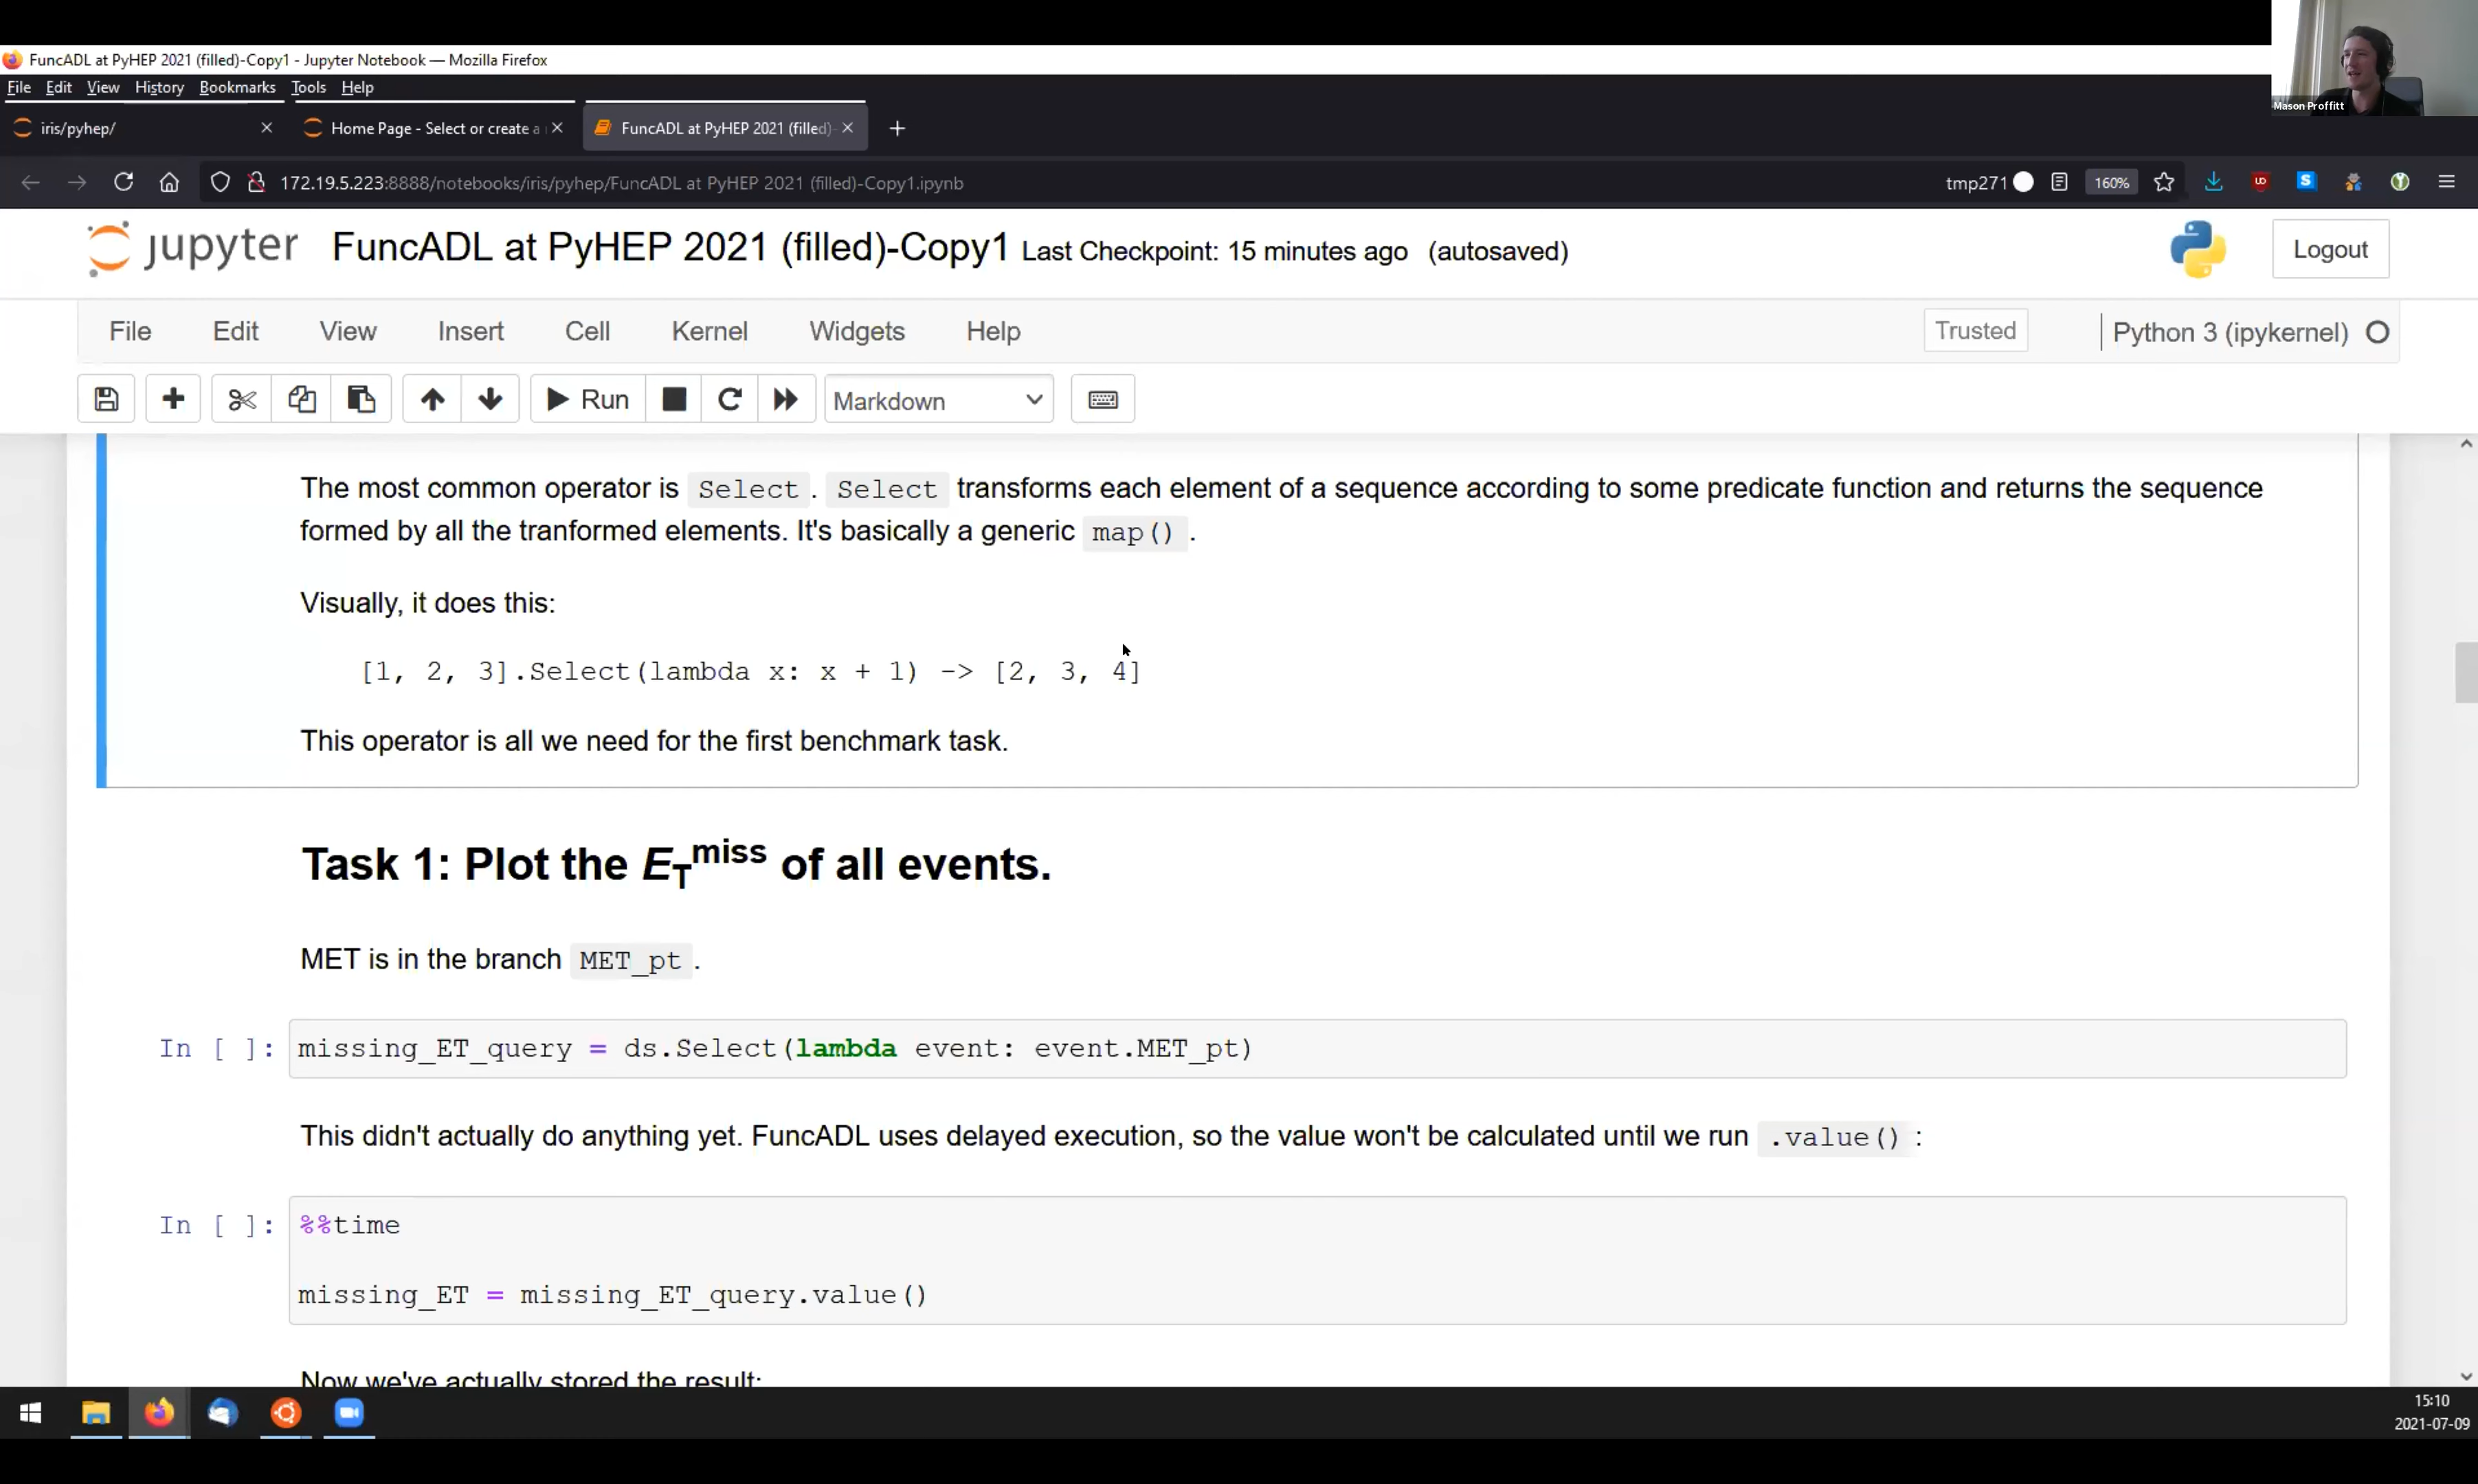 FuncADL at PyHEP 2021 (filled)-Copy1 - Jupyter Notebook — Mozilla Firefox
File Edit View History Bookmarks Tools Help
Mason Proffitt
iris/pyhep/
Home Page - Select or create a
FuncADL at PyHEP 2021 (filled)-
172.19.5.223:8888/notebooks/iris/pyhep/FuncADL at PyHEP 2021 (filled)-Copy1.ipynb
tmp271
160%
jupyter FuncADL at PyHEP 2021 (filled)-Copy1 Last Checkpoint: 15 minutes ago (autosaved)
Logout
File Edit View Insert Cell Kernel Widgets Help
Trusted
Python 3 (ipykernel)
Run
Markdown
The most common operator is Select . Select transforms each element of a sequence according to some predicate function and returns the sequence
formed by all the tranformed elements. It's basically a generic map() .
Visually, it does this:
[1, 2, 3].Select(lambda x: x + 1) -> [2, 3, 4]
This operator is all we need for the first benchmark task.
Task 1: Plot the E_T^miss of all events.
MET is in the branch MET_pt .
In [ ]: missing_ET_query = ds.Select(lambda event: event.MET_pt)
This didn't actually do anything yet. FuncADL uses delayed execution, so the value won't be calculated until we run .value() :
In [ ]: %%time
missing_ET = missing_ET_query.value()
Now we've actually stored the result:
15:10
2021-07-09